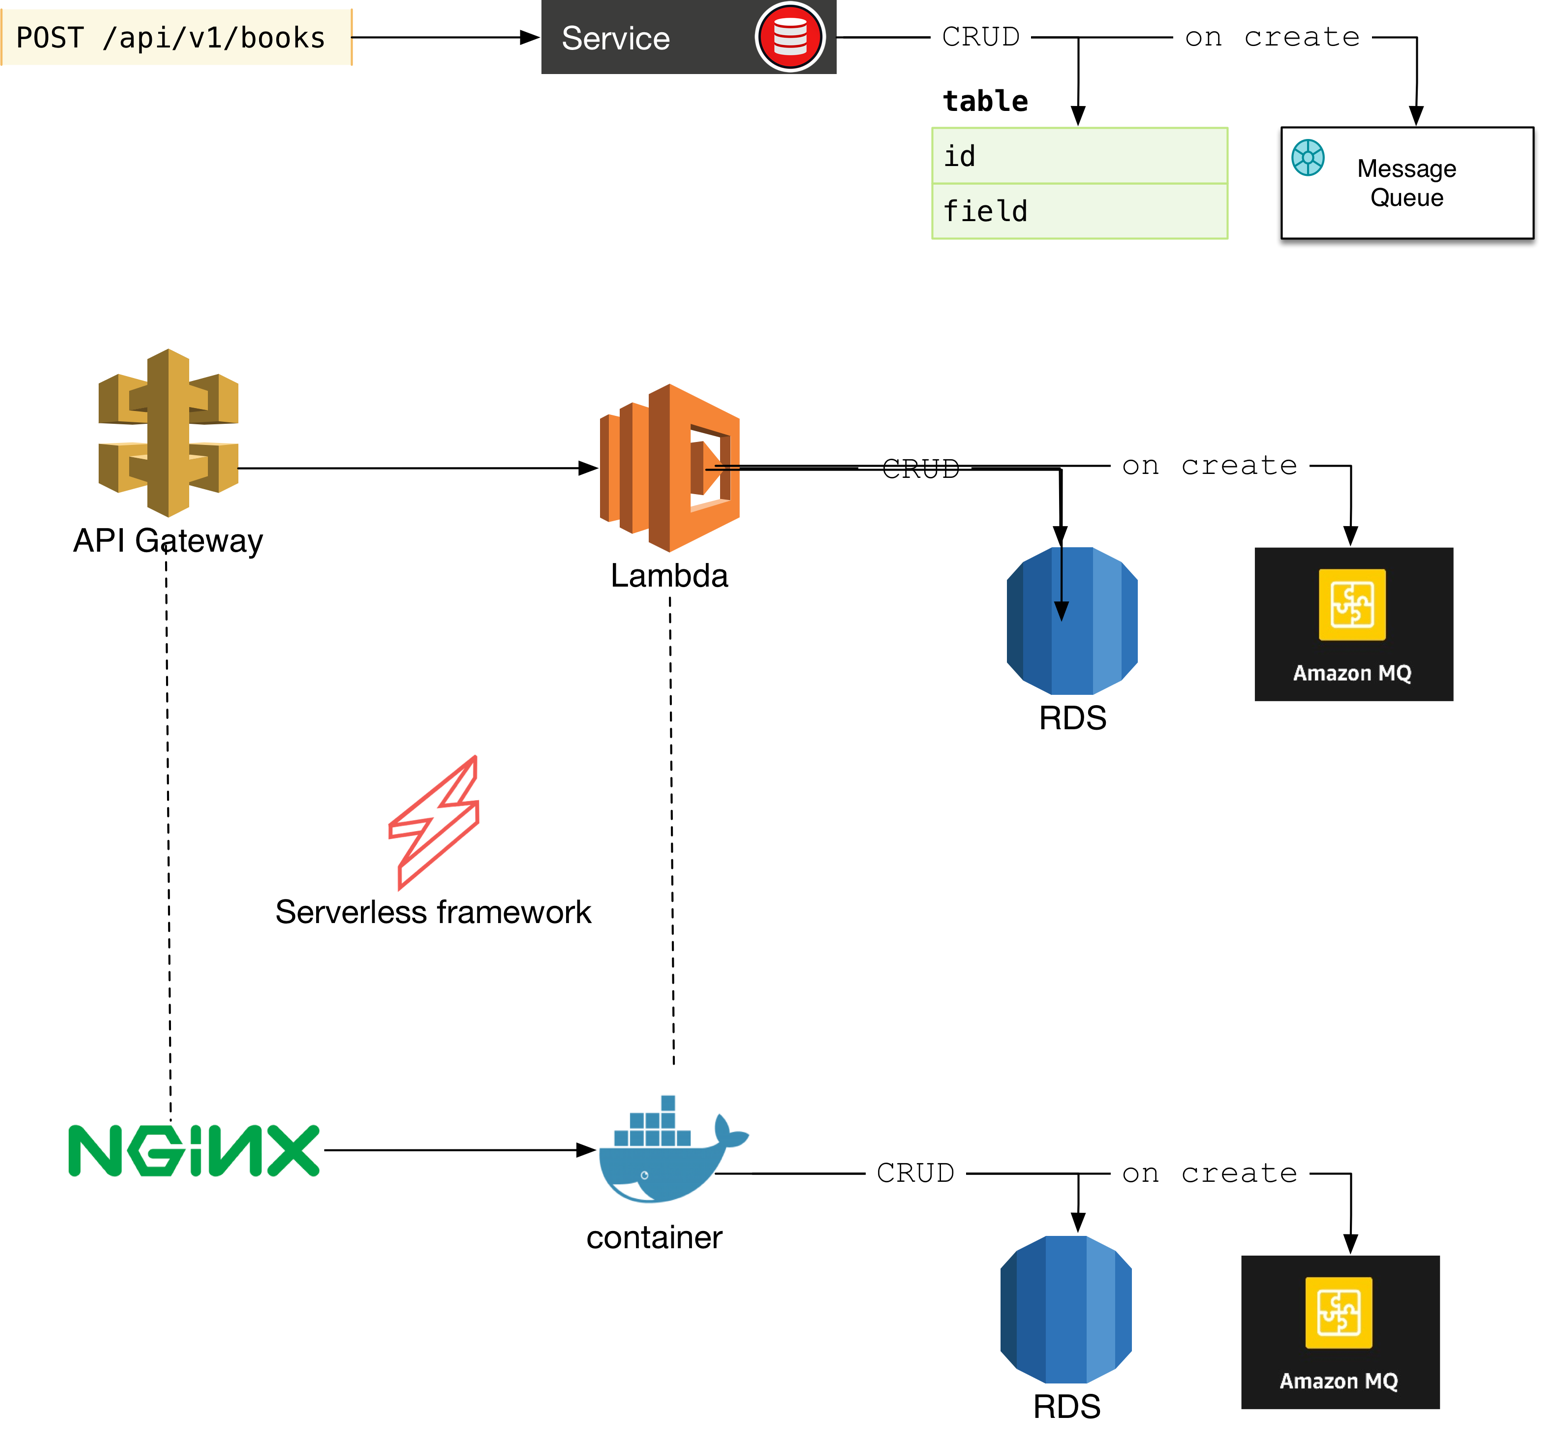 POST /api/v1/books
Service
CRUD
on create
table
id
field
Message
Queue
API Gateway
Lambda
CRUD
on create
RDS
Amazon MQ
Serverless framework
NGINX
container
CRUD
on create
RDS
Amazon MQ